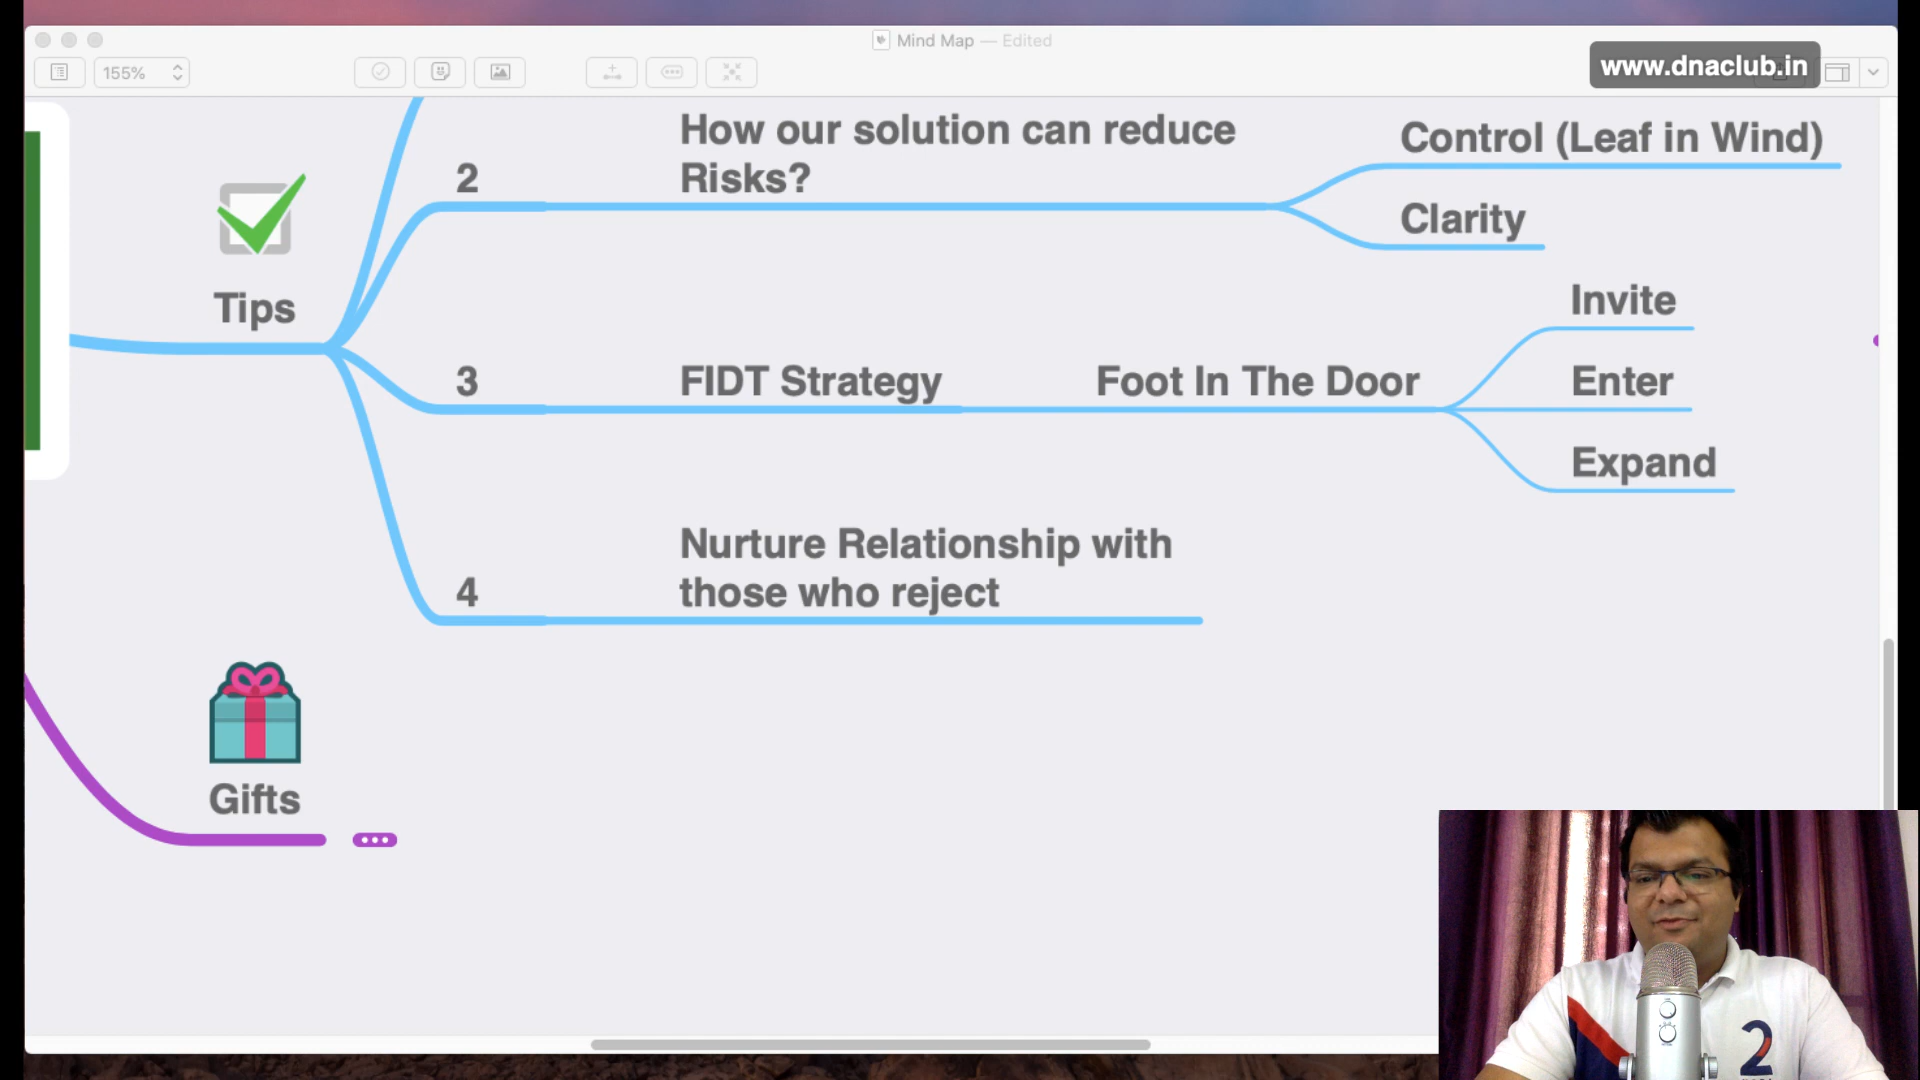 Mind Map — Edited
155%
www.dnaclub.in
How our solution can reduce
Risks?
2
Control (Leaf in Wind)
Clarity
Tips
3
FIDT Strategy
Foot In The Door
Invite
Enter
Expand
Nurture Relationship with
those who reject
4
Gifts
2